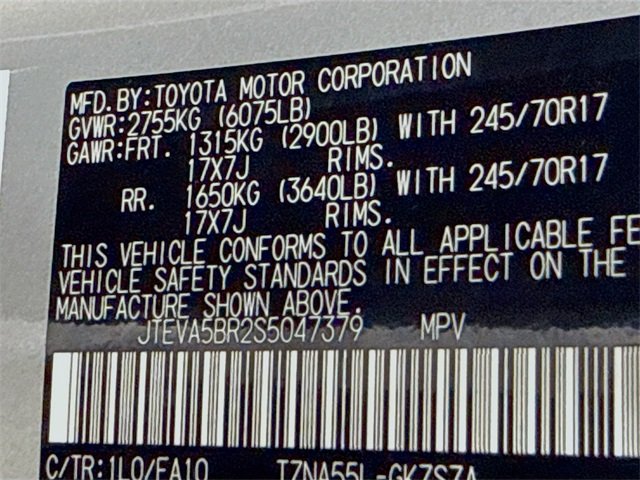 MFD. BY: TOYOTA MOTOR CORPORATION
GVWR: 2755KG (6075LB)
GAWR: FRT. 1315KG (2900LB) WITH 245/70R17
17X7J RIMS.
RR. 1650KG (3640LB) WITH 245/70R17
17X7J RIMS.
THIS VEHICLE CONFORMS TO ALL APPLICABLE FE
VEHICLE SAFETY STANDARDS IN EFFECT ON THE
MANUFACTURE SHOWN ABOVE.
JTEVA5BR2S5047379 MPV
C/TR: 1L0/FA10 TZNA55L-GKZSZA